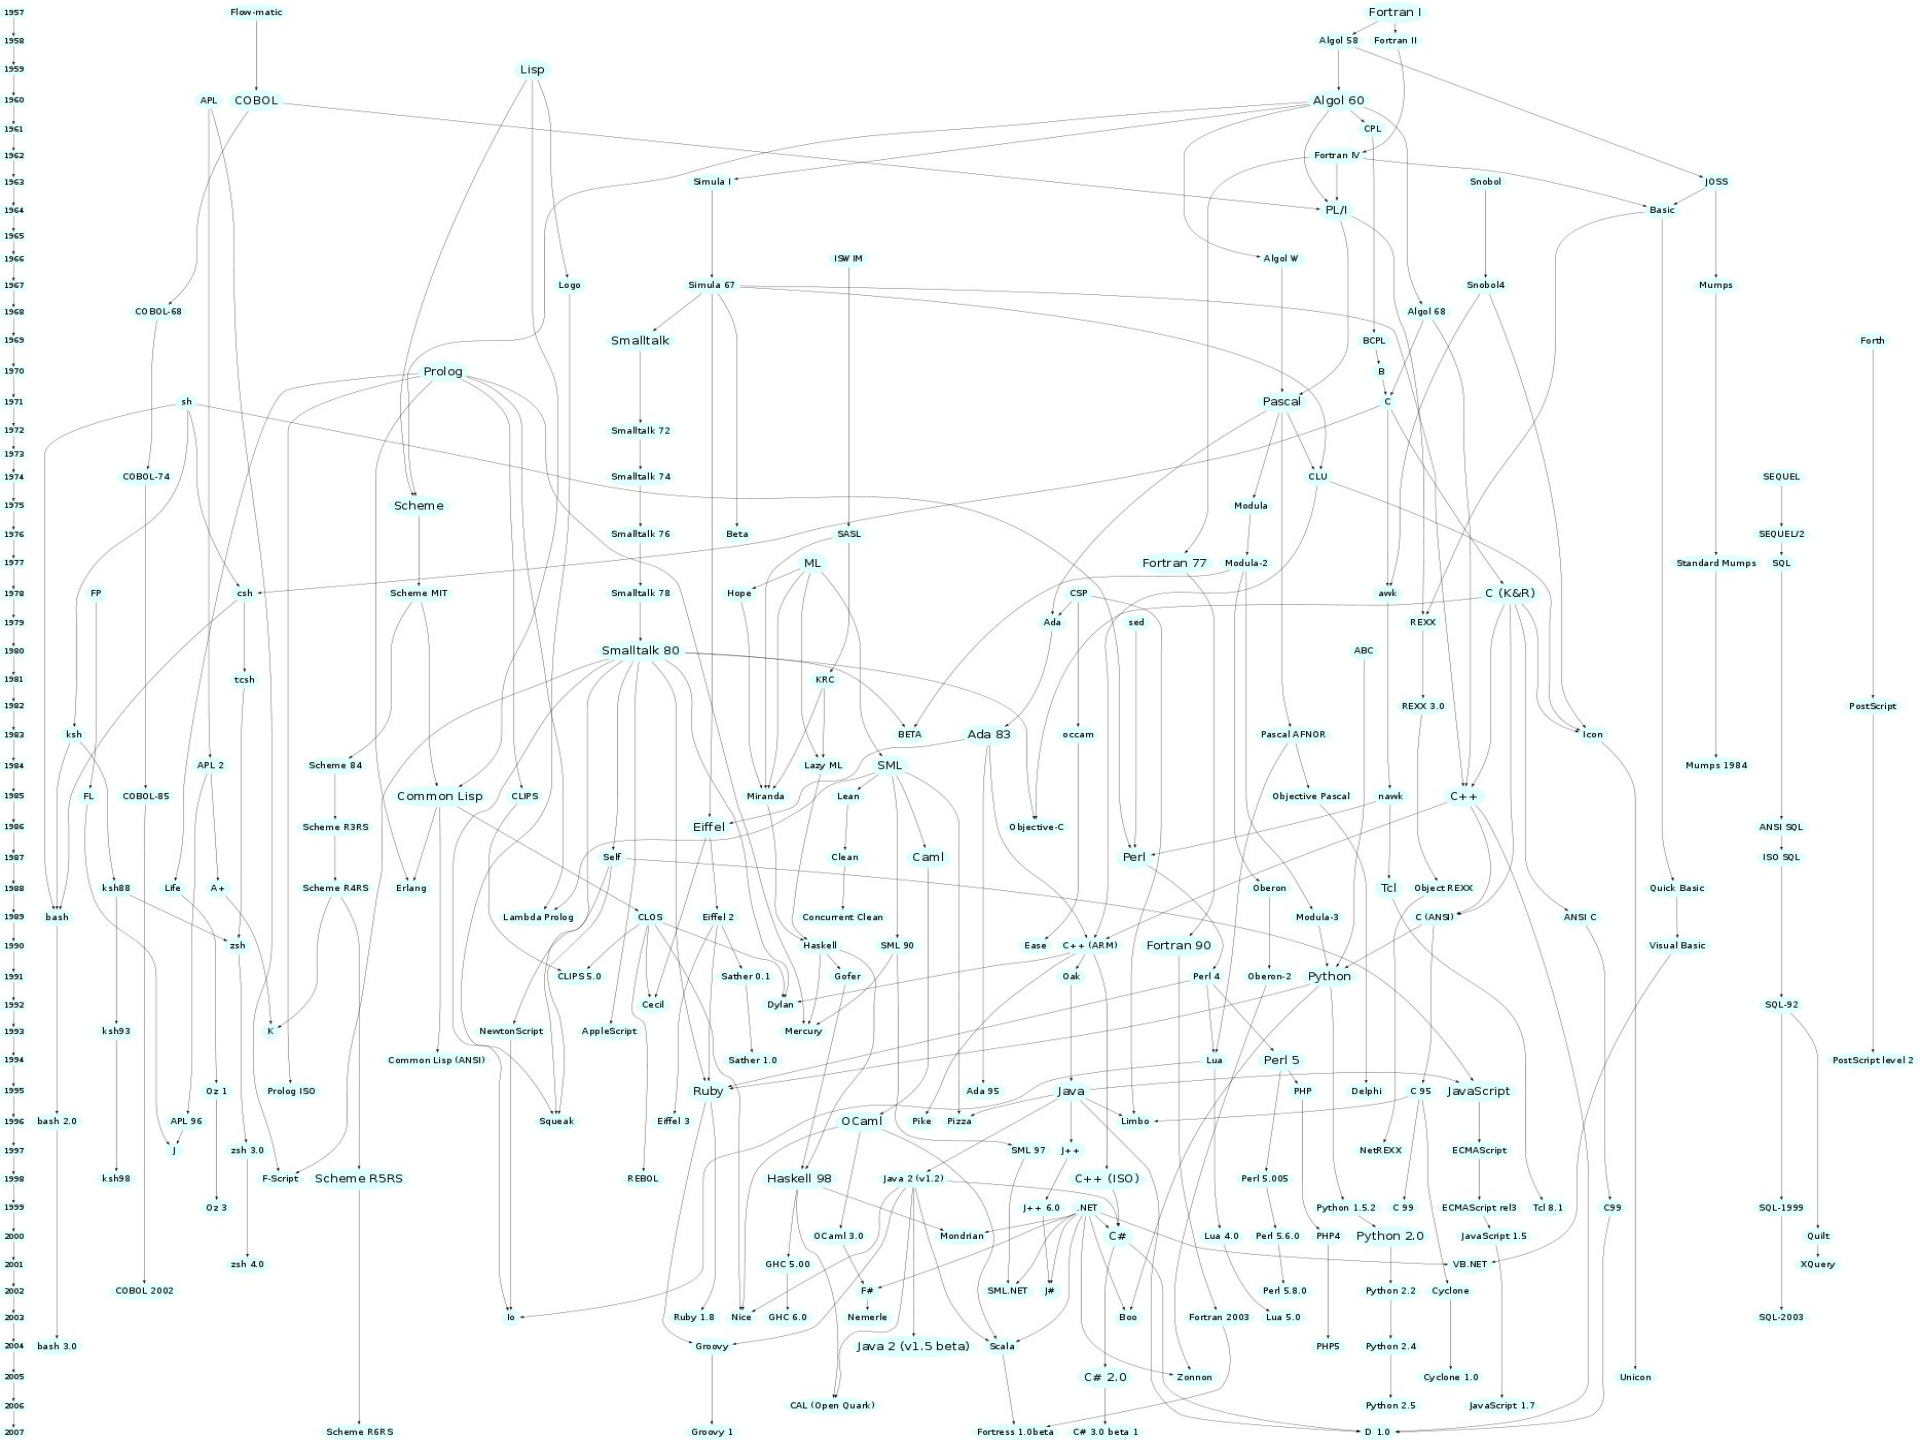 1957 Flow-matic Fortran I
1958 Algol 58 Fortran II
1959 Lisp
1960 APL COBOL Algol 60
1961 CPL
1962 Fortran IV
1963 Simula I Snobol JOSS
1964 PL/I Basic
1965
1966 ISWIM Algol W
1967 Logo Simula 67 Snobol4 Mumps
1968 COBOL-68 Algol 68
1969 Smalltalk BCPL Forth
1970 Prolog B
1971 sh Pascal C
1972 Smalltalk 72
1973
1974 COBOL-74 Smalltalk 74 CLU SEQUEL
1975 Scheme Modula
1976 Smalltalk 76 Beta SASL SEQUEL/2
1977 ML Fortran 77 Modula-2 Standard Mumps SQL
1978 FP csh Scheme MIT Smalltalk 78 Hope CSP awk C (K&R)
1979 Ada sed REXX
1980 Smalltalk 80 ABC
1981 tcsh KRC
1982 REXX 3.0 PostScript
1983 ksh BETA Ada 83 occam Pascal AFNOR Icon
1984 APL 2 Scheme 84 Lazy ML SML Mumps 1984
1985 FL COBOL-85 Common Lisp CLIPS Miranda Lean Objective Pascal nawk C++
1986 Scheme R3RS Eiffel Objective-C ANSI SQL
1987 Self Clean Caml Perl ISO SQL
1988 ksh88 Life A+ Scheme R4RS Erlang Oberon Tcl Object REXX Quick Basic
1989 bash Lambda Prolog CLOS Eiffel 2 Concurrent Clean Modula-3 C (ANSI) ANSI C
1990 zsh Haskell SML 90 Ease C++ (ARM) Fortran 90 Visual Basic
1991 CLIPS 5.0 Sather 0.1 Gofer Oak Perl 4 Oberon-2 Python
1992 Cecil Dylan SQL-92
1993 ksh93 K NewtonScript AppleScript Mercury
1994 Common Lisp (ANSI) Sather 1.0 Lua Perl 5 PostScript level 2
1995 Oz 1 Prolog ISO Ruby Ada 95 Java PHP Delphi C 95 JavaScript
1996 bash 2.0 APL 96 Squeak Eiffel 3 OCaml Pike Pizza Limbo
1997 J zsh 3.0 SML 97 J++ NetREXX ECMAScript
1998 ksh98 F-Script Scheme R5RS REBOL Haskell 98 Java 2 (v1.2) C++ (ISO) Perl 5.005
1999 Oz 3 J++ 6.0 .NET Python 1.5.2 C 99 ECMAScript rel3 Tcl 8.1 C99 SQL-1999
2000 OCaml 3.0 Mondrian C# Lua 4.0 Perl 5.6.0 PHP4 Python 2.0 JavaScript 1.5 Quilt
2001 zsh 4.0 GHC 5.00 VB.NET XQuery
2002 COBOL 2002 F# SML.NET J# Perl 5.8.0 Python 2.2 Cyclone
2003 Io Ruby 1.8 Nice GHC 6.0 Nemerle Boo Fortran 2003 Lua 5.0 SQL-2003
2004 bash 3.0 Groovy Java 2 (v1.5 beta) Scala PHP5 Python 2.4
2005 C# 2.0 Zonnon Cyclone 1.0 Unicon
2006 CAL (Open Quark) Python 2.5 JavaScript 1.7
2007 Scheme R6RS Groovy 1 Fortress 1.0beta C# 3.0 beta 1 D 1.0